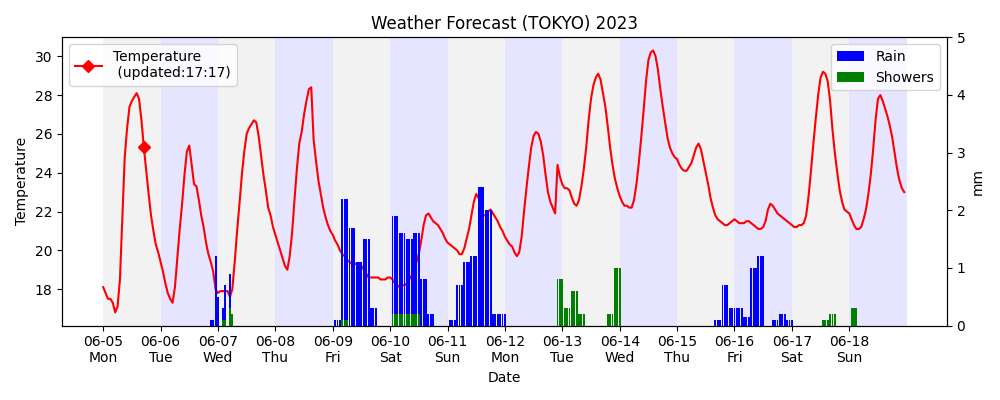 Weather Forecast (TOKYO) 2023
Temperature
(updated:17:17)
Rain
Showers
30
28
26
24
22
20
18
Temperature
5
4
3
2
1
0
mm
06-05 06-06 06-07 06-08 06-09 06-10 06-11 06-12 06-13 06-14 06-15 06-16 06-17 06-18
Mon Tue Wed Thu Fri Sat Sun Mon Tue Wed Thu Fri Sat Sun
Date